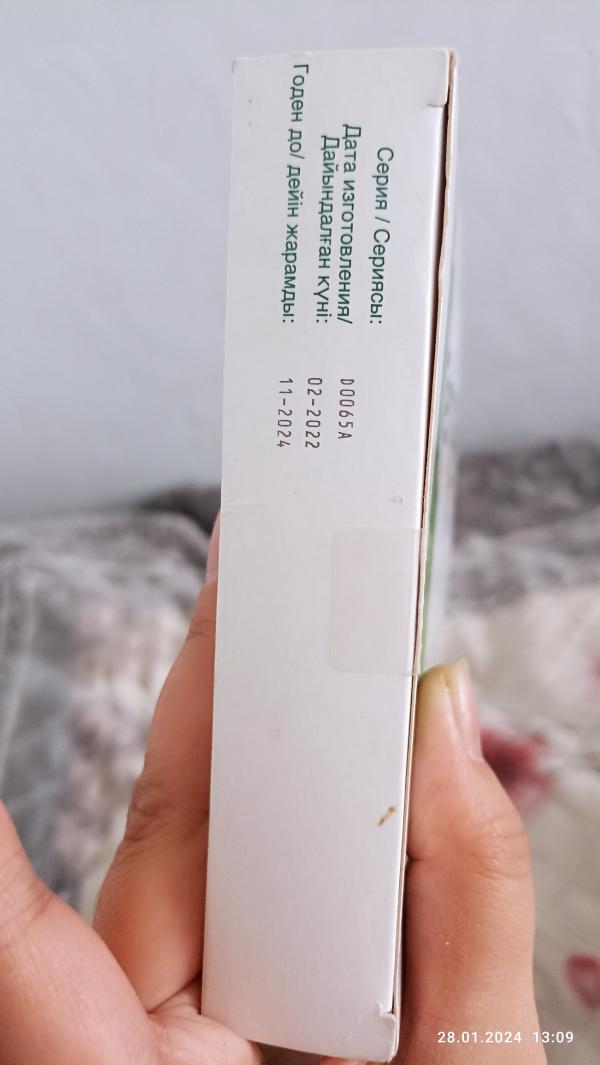 Серия / Сериясы:
Дата изготовления/
Дайындалған күні:
Годен до/ дейін жарамды:
D0065A
02-2022
11-2024
28.01.2024 13:09